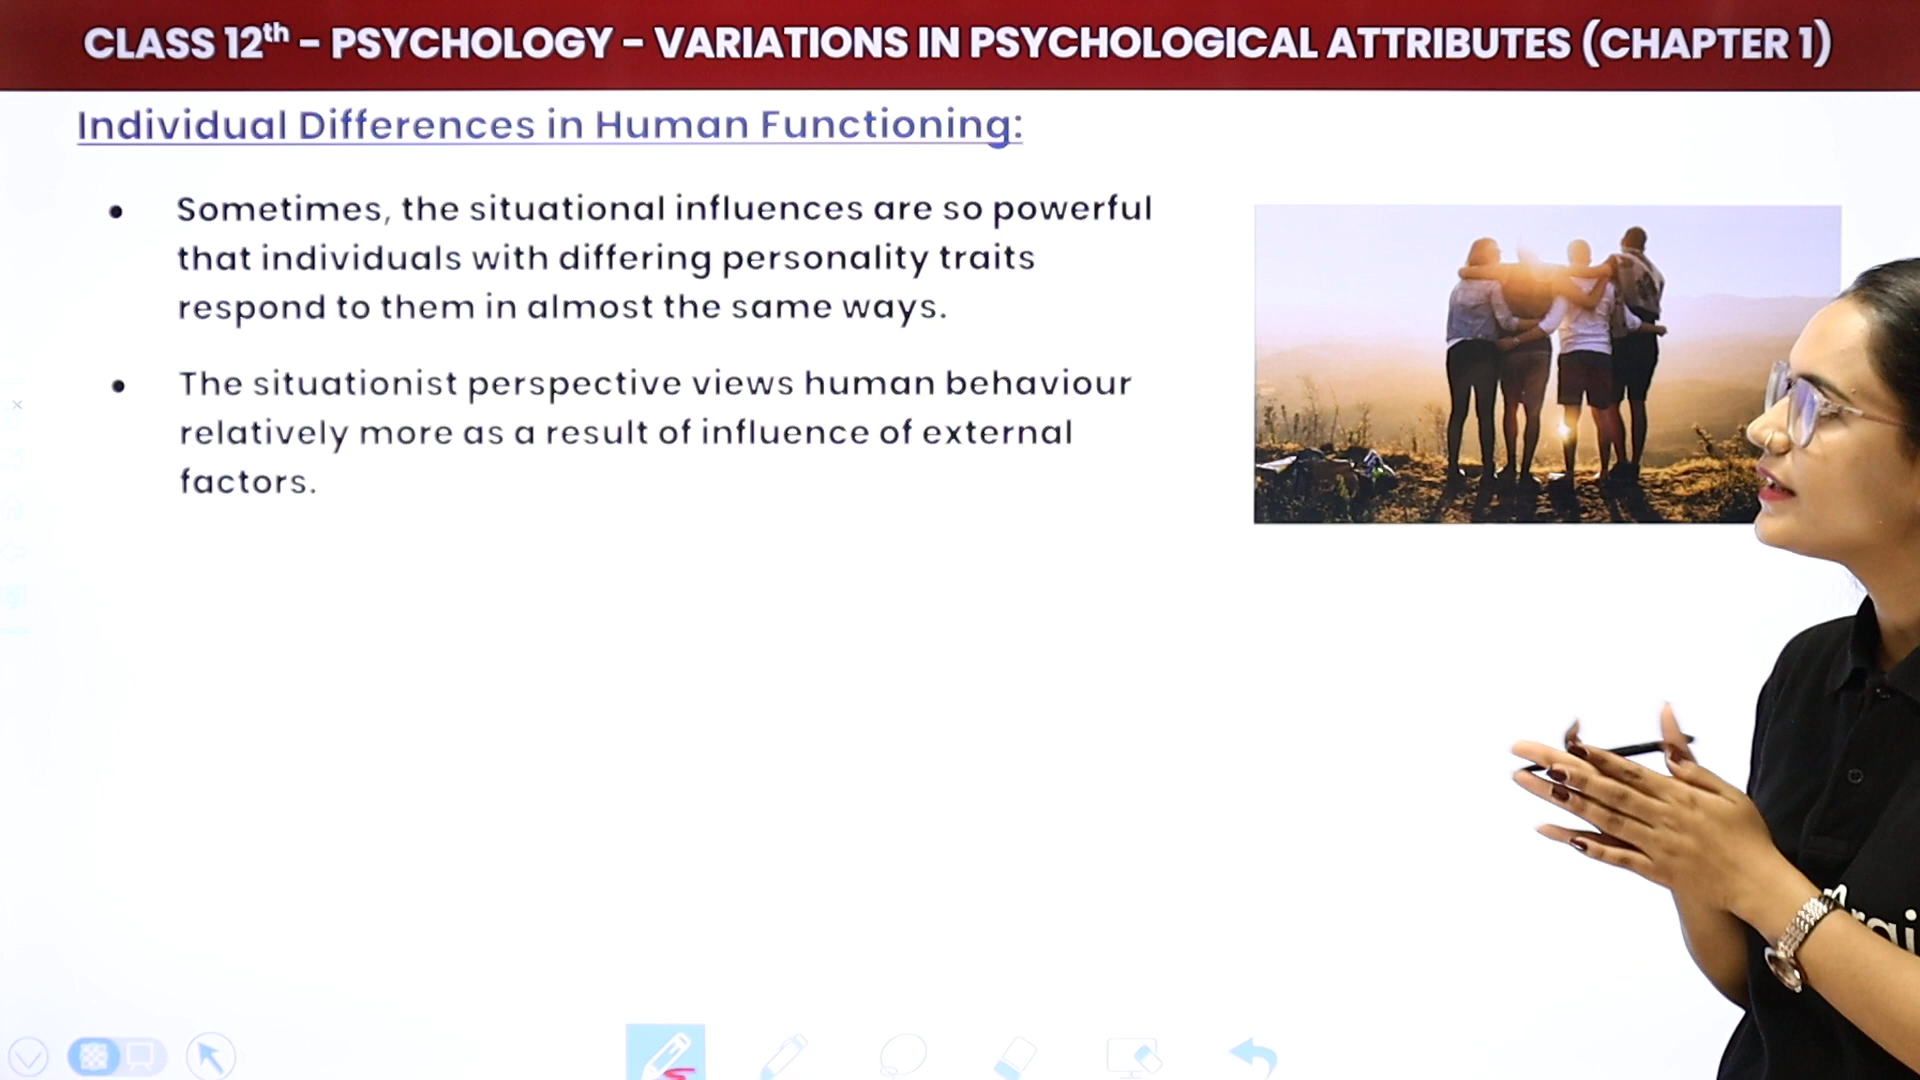 CLASS 12th – PSYCHOLOGY – VARIATIONS IN PSYCHOLOGICAL ATTRIBUTES (CHAPTER 1)
Individual Differences in Human Functioning:
• Sometimes, the situational influences are so powerful
that individuals with differing personality traits
respond to them in almost the same ways.
• The situationist perspective views human behaviour
relatively more as a result of influence of external
factors.